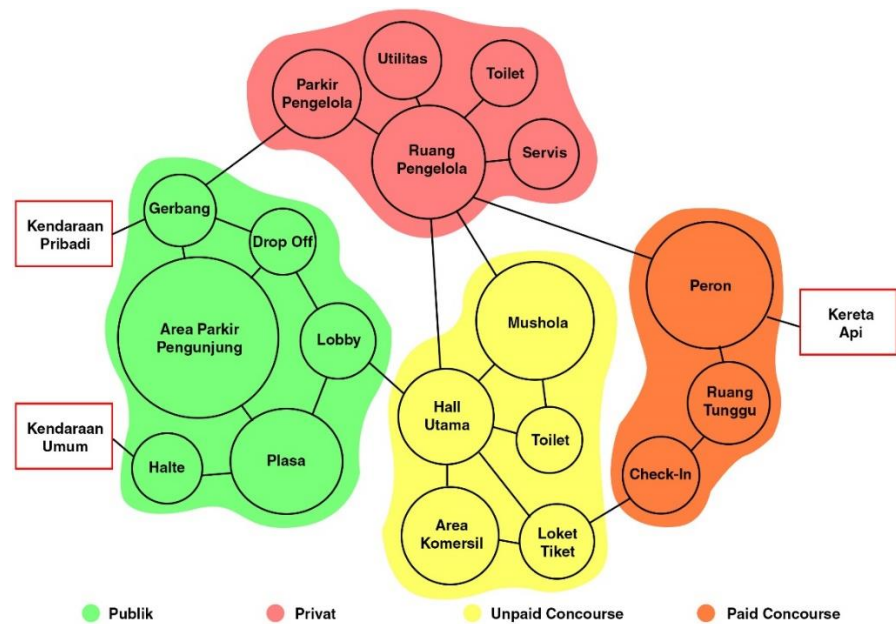 Utilitas
Toilet
Parkir
Pengelola
Ruang
Pengelola
Servis
Gerbang
Kendaraan
Pribadi
Drop Off
Peron
Area Parkir
Pengunjung
Lobby
Mushola
Kereta
Api
Ruang
Tunggu
Hall
Utama
Toilet
Kendaraan
Umum
Halte
Plasa
Check-In
Area
Komersil
Loket
Tiket
Publik
Privat
Unpaid Concourse
Paid Concourse